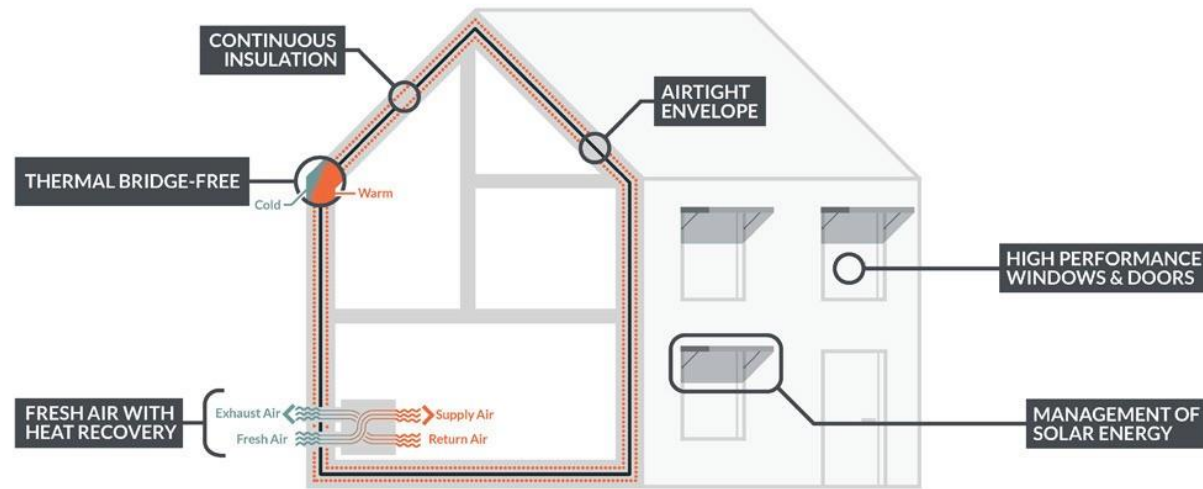 CONTINUOUS
INSULATION
AIRTIGHT
ENVELOPE
THERMAL BRIDGE-FREE
Cold
Warm
HIGH PERFORMANCE
WINDOWS & DOORS
FRESH AIR WITH
HEAT RECOVERY
Exhaust Air
Supply Air
Fresh Air
Return Air
MANAGEMENT OF
SOLAR ENERGY